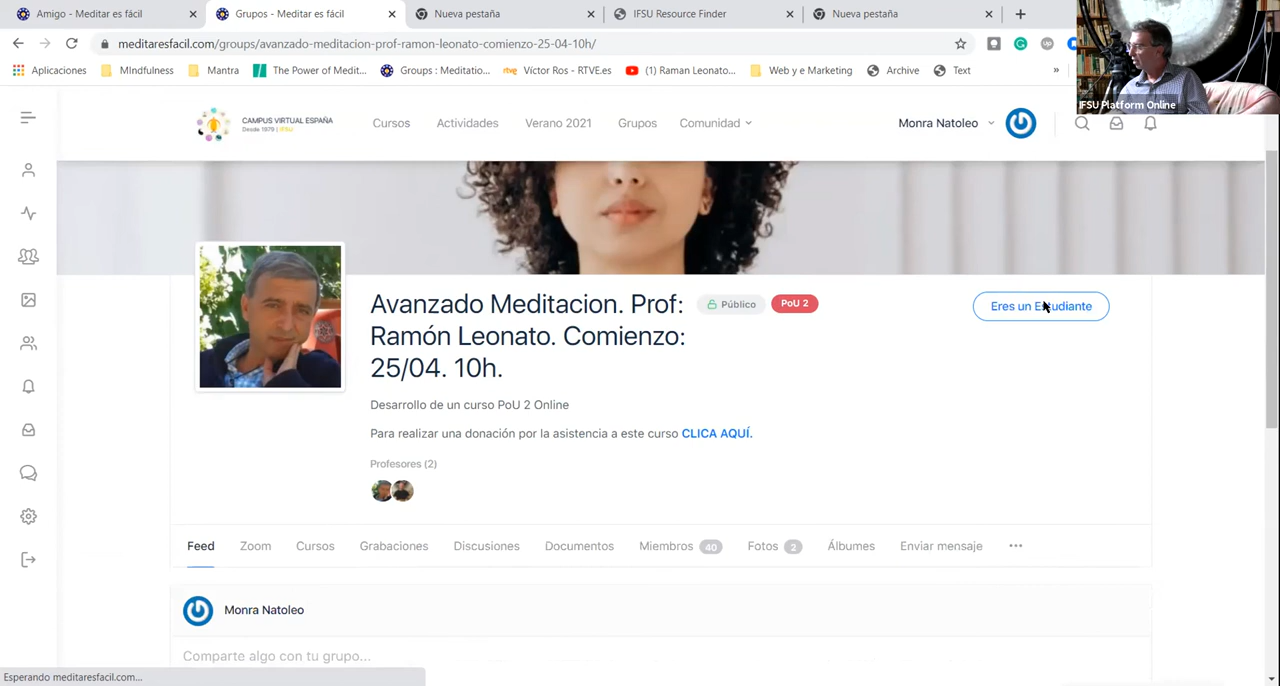 Amigo - Meditar es fácil
Grupos - Meditar es fácil
Nueva pestaña
IFSU Resource Finder
Nueva pestaña
meditaresfacil.com/groups/avanzado-meditacion-prof-ramon-leonato-comienzo-25-04-10h/
Aplicaciones
MIndfulness
Mantra
The Power of Medit...
Groups : Meditatio...
rtve
Víctor Ros - RTVE.es
(1) Raman Leonato...
Web y e Marketing
Archive
Text
»
IFSU Platform Online
CAMPUS VIRTUAL ESPAÑA
Desde 1979 | IFSU
Cursos
Actividades
Verano 2021
Grupos
Comunidad
Monra Natoleo
Avanzado Meditacion. Prof:
Ramón Leonato. Comienzo:
25/04. 10h.
Público
PoU 2
Eres un Estudiante
Desarrollo de un curso PoU 2 Online
Para realizar una donación por la asistencia a este curso CLICA AQUÍ.
Profesores (2)
Feed
Zoom
Cursos
Grabaciones
Discusiones
Documentos
Miembros 40
Fotos 2
Álbumes
Enviar mensaje
Monra Natoleo
Comparte algo con tu grupo...
Esperando meditaresfacil.com...